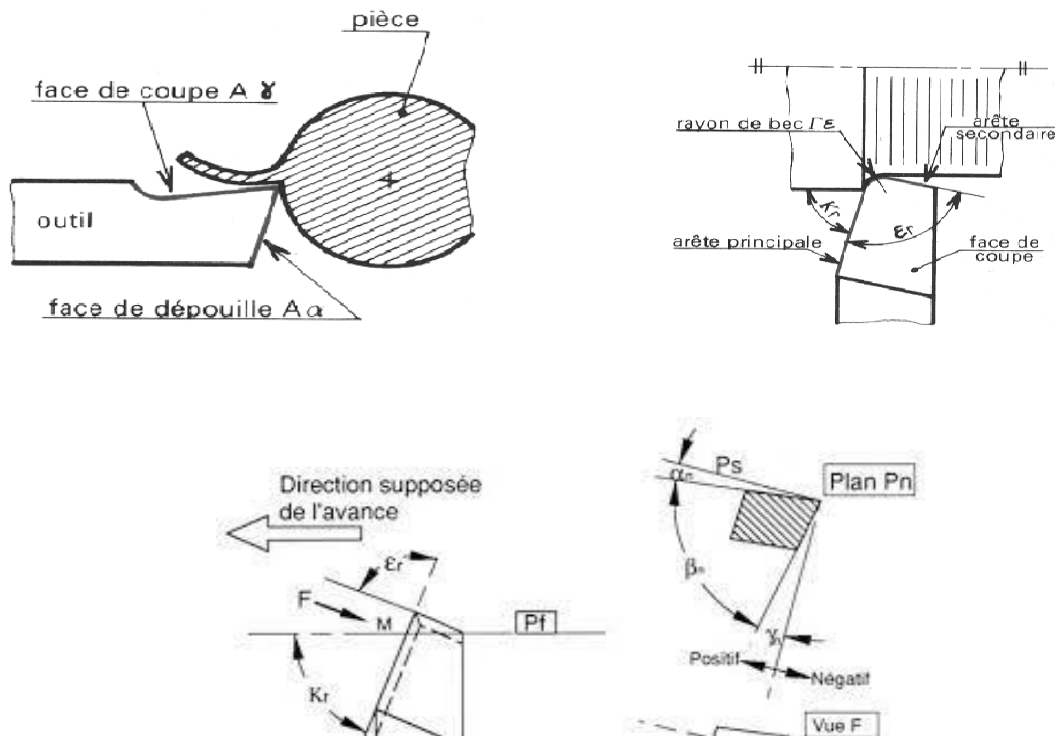 pièce
face de coupe A γ
outil
face de dépouille A α
rayon de bec rε
arête
secondaire
Kr
εr
arête principale
face de
coupe
Direction supposée
de l'avance
εr
F
M
Pf
Kr
Ps
αn
Plan Pn
βn
γn
Positif
Négatif
Vue F